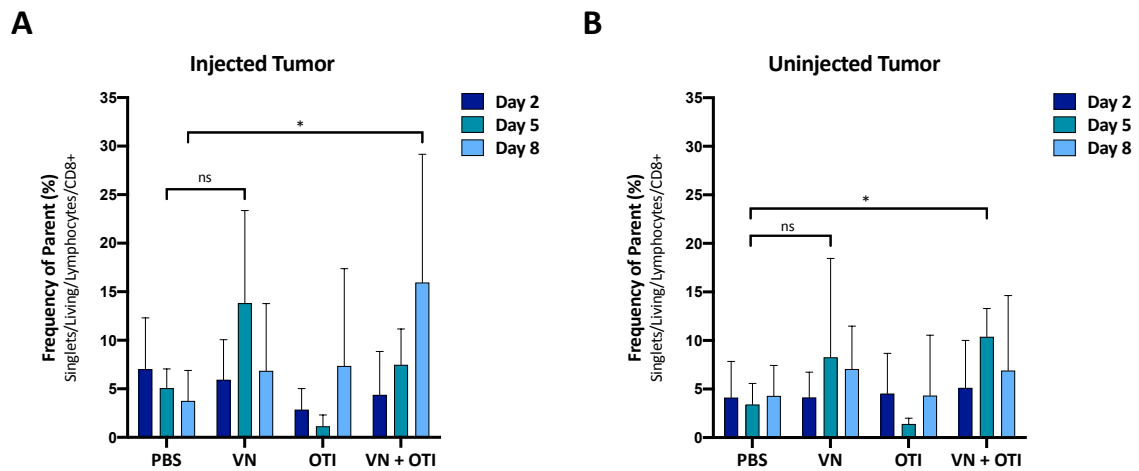 A
Injected Tumor
Frequency of Parent (%)
Singlets/Living/Lymphocytes/CD8+
35
30
25
20
15
10
5
0
ns
*
Day 2
Day 5
Day 8
PBS VN OTI VN + OTI
B
Uninjected Tumor
Frequency of Parent (%)
Singlets/Living/Lymphocytes/CD8+
35
30
25
20
15
10
5
0
ns
*
Day 2
Day 5
Day 8
PBS VN OTI VN + OTI